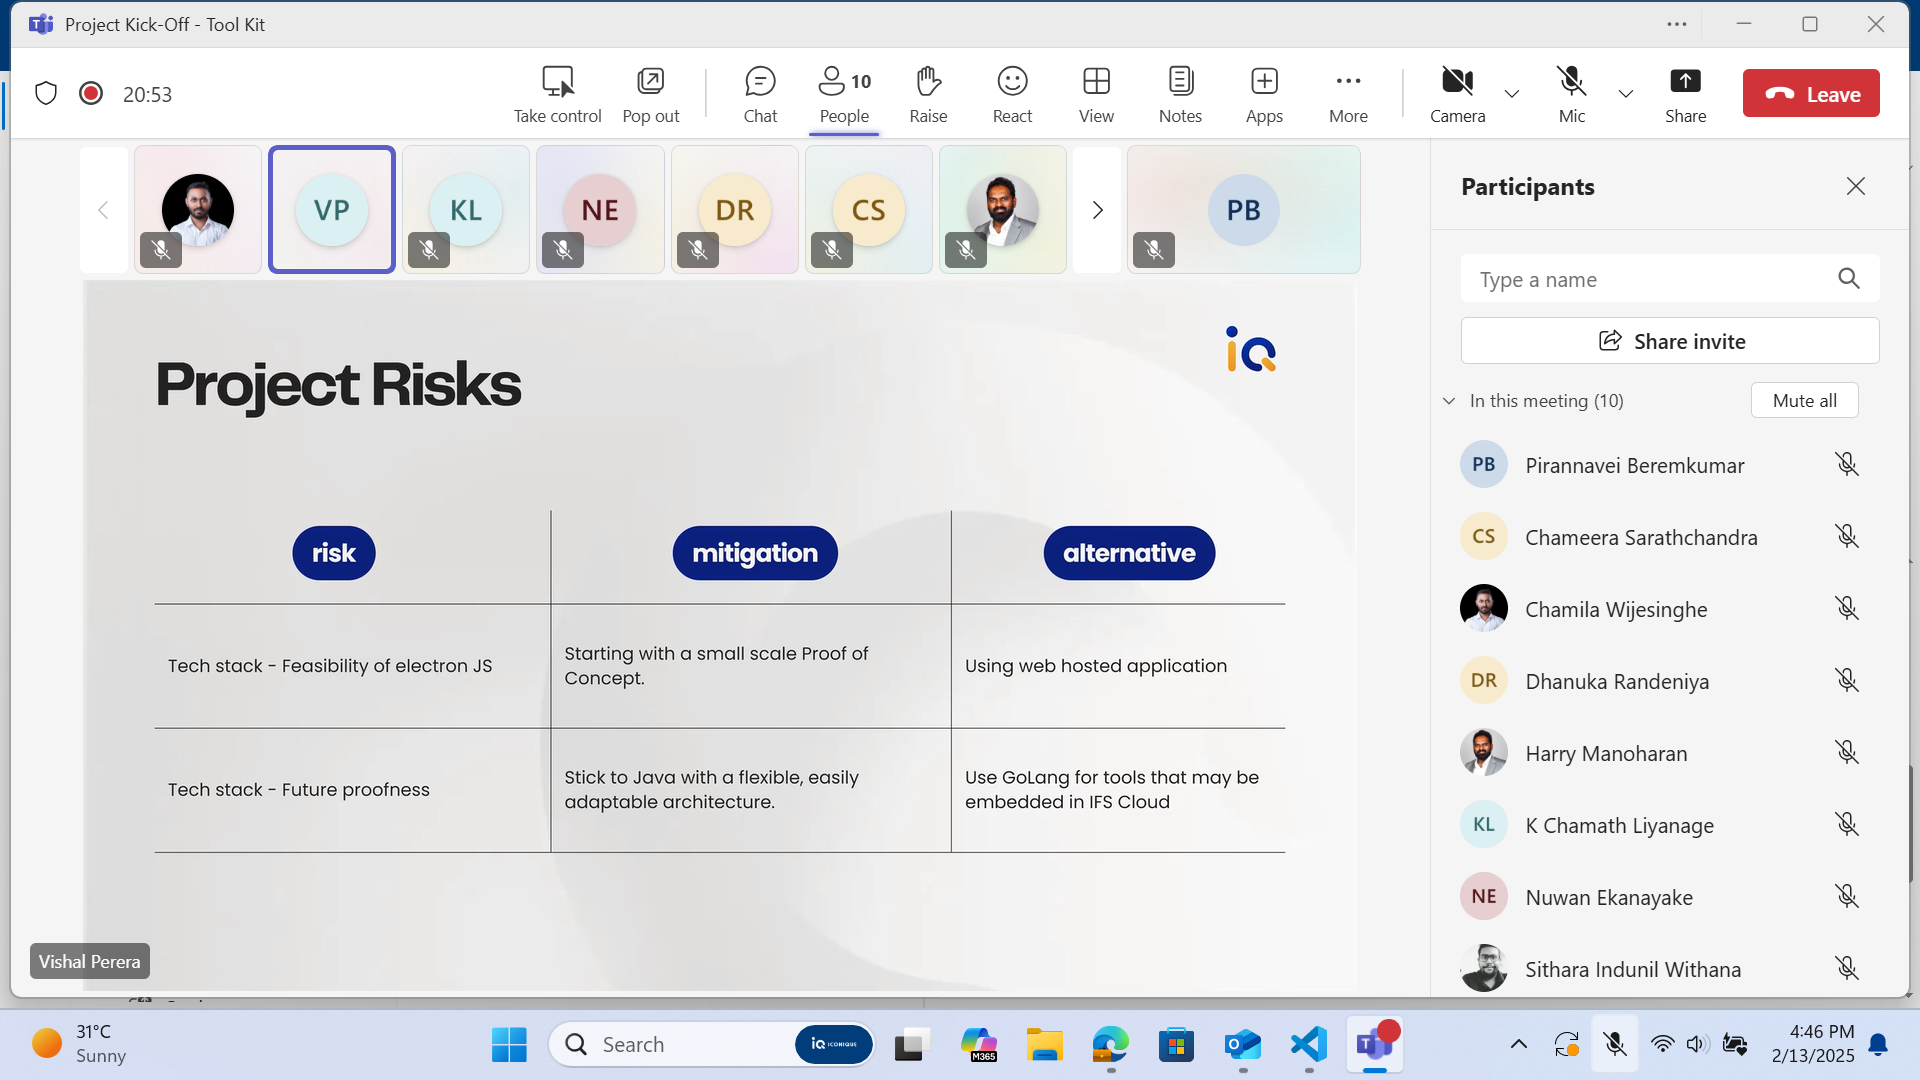 Project Kick-Off - Tool Kit
20:53
Take control
Pop out
Chat
10
People
Raise
React
View
Notes
Apps
More
Camera
Mic
Share
Leave
VP
KL
NE
DR
CS
PB
Project Risks
iQ
risk
mitigation
alternative
Tech stack - Feasibility of electron JS
Starting with a small scale Proof of
Concept.
Using web hosted application
Tech stack - Future proofness
Stick to Java with a flexible, easily
adaptable architecture.
Use GoLang for tools that may be
embedded in IFS Cloud
Vishal Perera
Participants
Type a name
Share invite
In this meeting (10)
Mute all
PB
Pirannavei Beremkumar
CS
Chameera Sarathchandra
Chamila Wijesinghe
DR
Dhanuka Randeniya
Harry Manoharan
KL
K Chamath Liyanage
NE
Nuwan Ekanayake
Sithara Indunil Withana
31°C
Sunny
Search
iQ ICONIQUE
M365
4:46 PM
2/13/2025